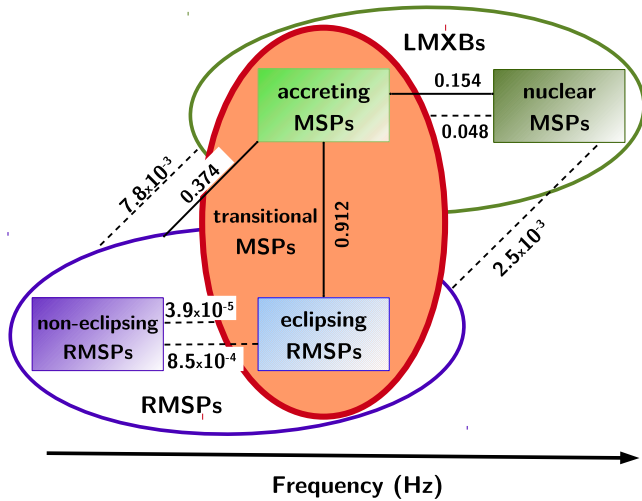 LMXBs
accreting
MSPs
0.154
nuclear
MSPs
0.048
7.8x10-3
0.374
transitional
MSPs
0.912
2.5x10-3
non-eclipsing
RMSPs
3.9x10-5
8.5x10-4
eclipsing
RMSPs
RMSPs
Frequency (Hz)